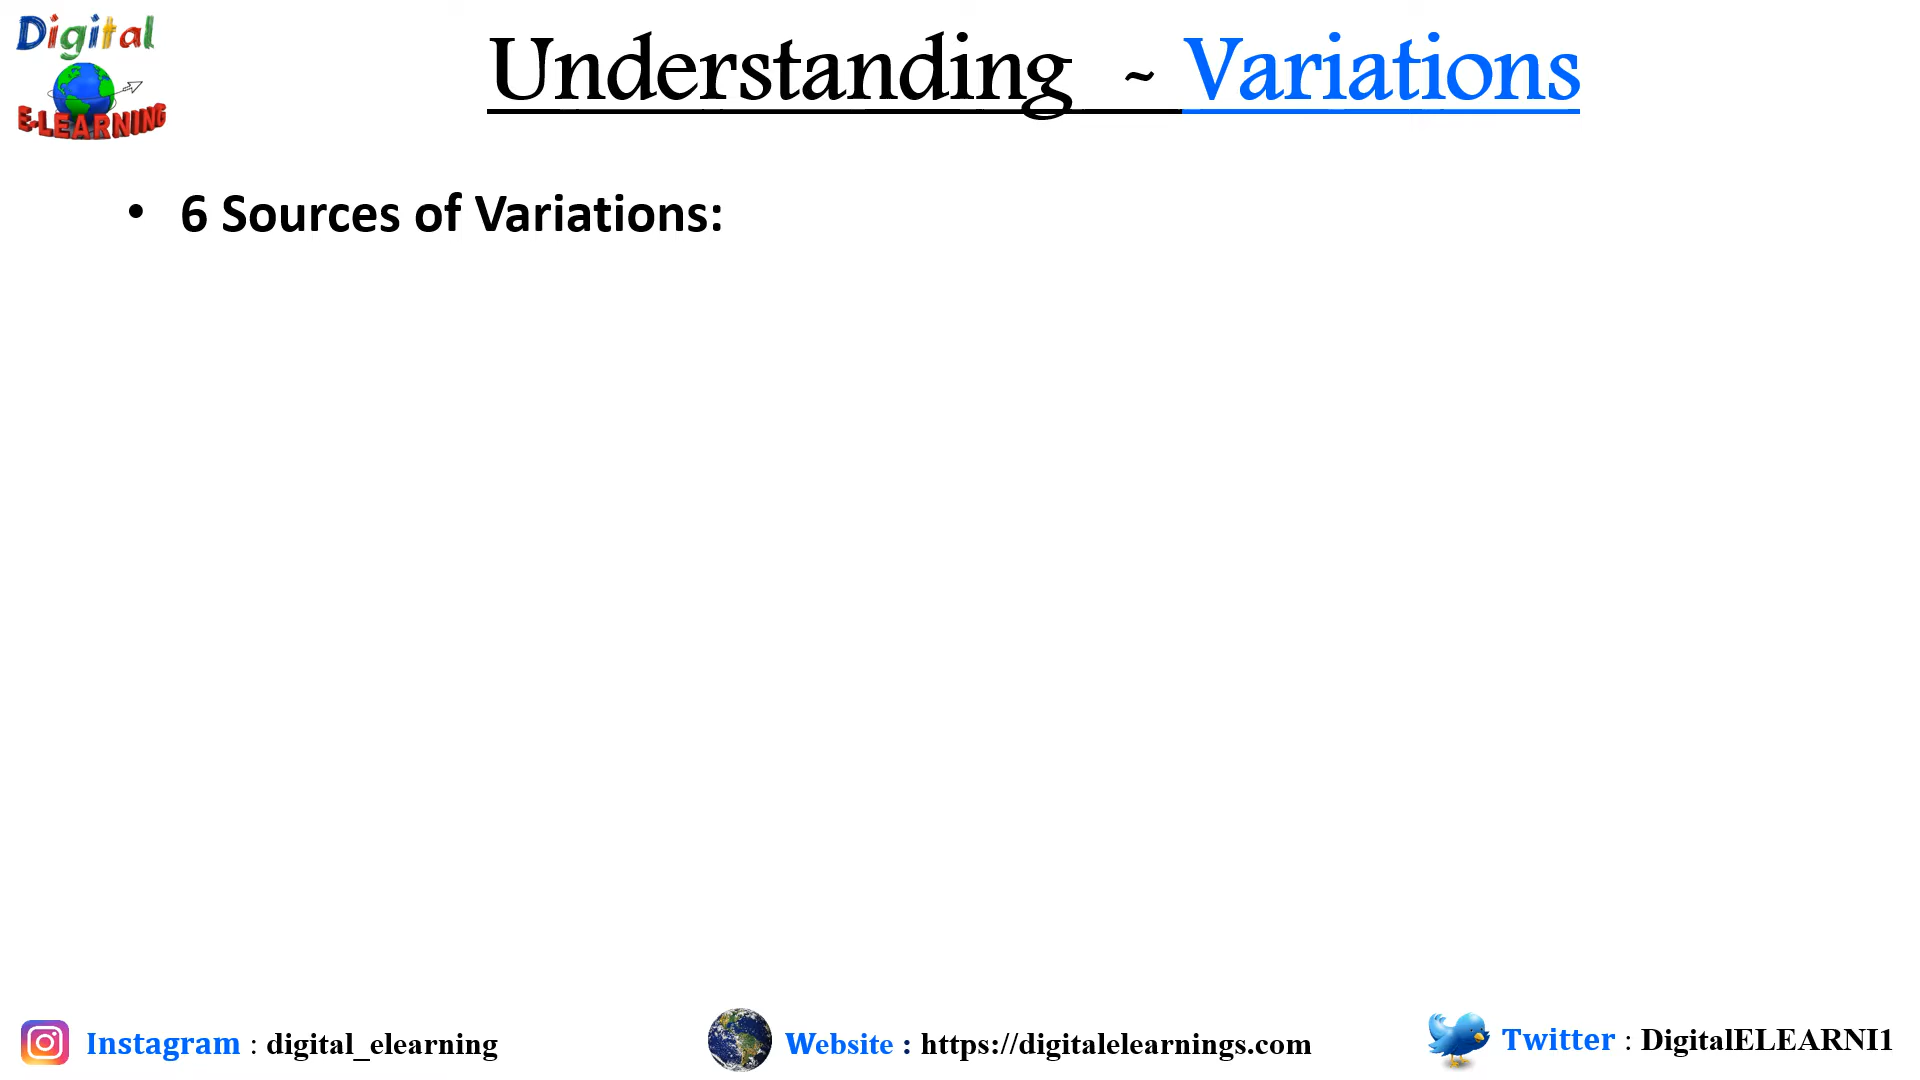 Digital
E-LEARNING
Understanding ~ Variations
• 6 Sources of Variations:
Instagram : digital_elearning
Website : https://digitalelearnings.com
Twitter : DigitalELEARNI1